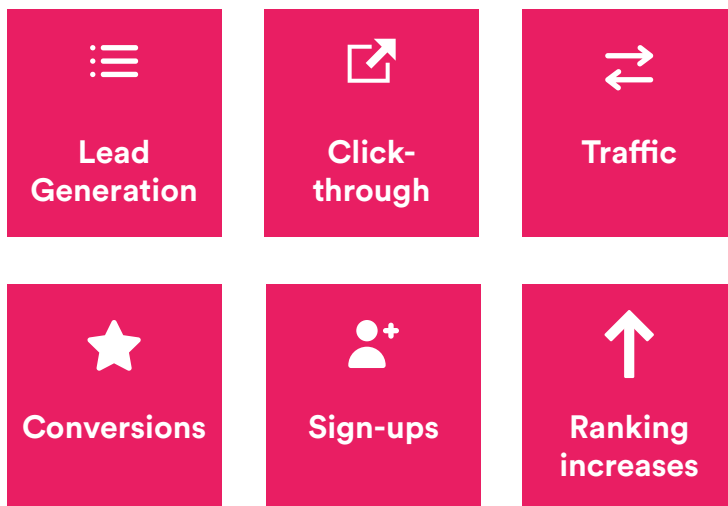 Lead
Generation
Click-
through
Traffic
Conversions
Sign-ups
Ranking
increases